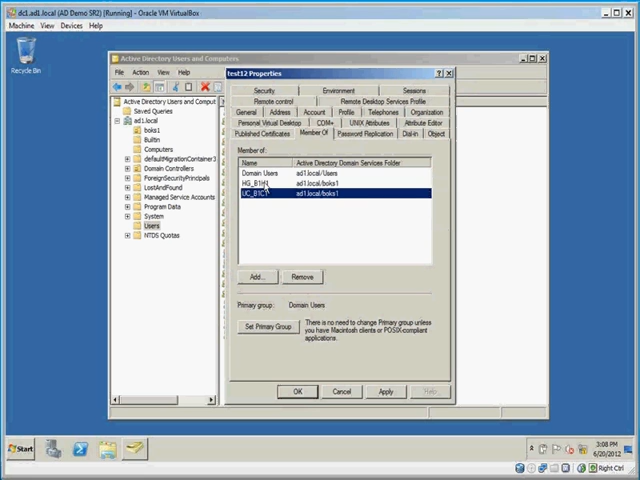 dc1.ad1.local (AD Demo SR2) [Running] - Oracle VM VirtualBox
Machine View Devices Help
Recycle Bin
Active Directory Users and Computers
File Action View Help
Active Directory Users and Comput
Saved Queries
ad1.local
boks1
Builtin
Computers
defaultMigrationContainer3
Domain Controllers
ForeignSecurityPrincipals
LostAndFound
Managed Service Accounts
Program Data
System
Users
NTDS Quotas
test12 Properties
Security Environment Sessions
Remote control Remote Desktop Services Profile
General Address Account Profile Telephones Organization
Personal Virtual Desktop COM+ UNIX Attributes Attribute Editor
Published Certificates Member Of Password Replication Dial-in Object
Member of:
Name Active Directory Domain Services Folder
Domain Users ad1.local/Users
ad1.local/boks1
ad1.local/boks1
Add... Remove
Primary group: Domain Users
Set Primary Group
There is no need to change Primary group unless
you have Macintosh clients or POSIX-compliant
applications.
OK Cancel Apply Help
Start
3:08 PM
6/20/2012
Right Ctrl